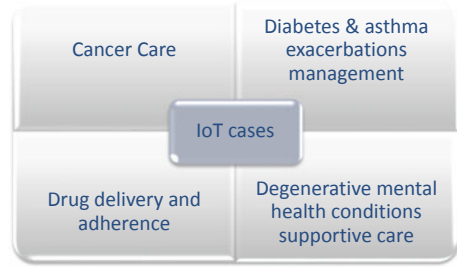 Cancer Care
Diabetes & asthma
exacerbations
management
IoT cases
Drug delivery and
adherence
Degenerative mental
health conditions
supportive care